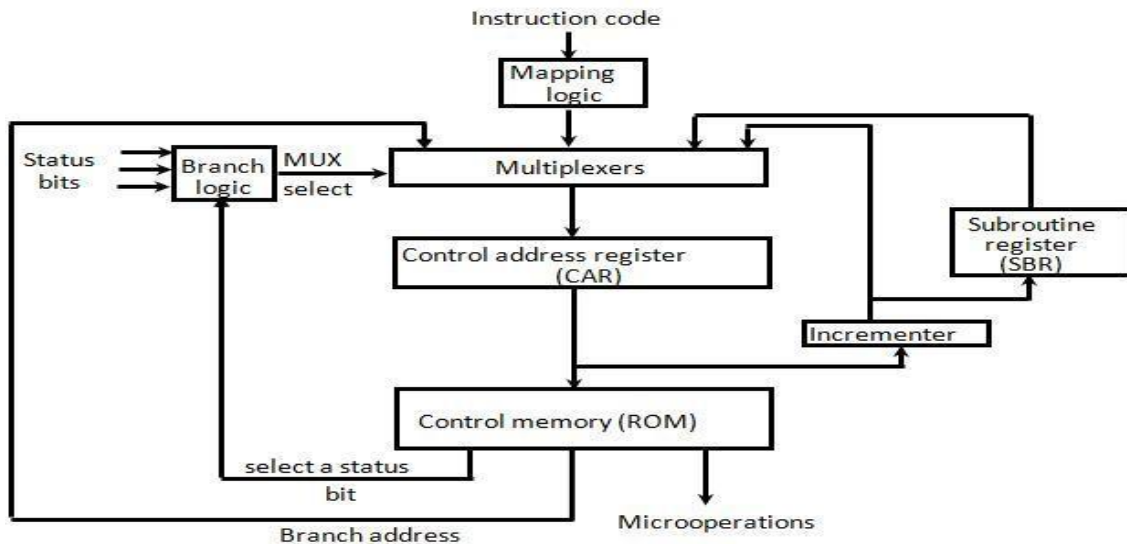 Instruction code
Mapping
logic
Status
bits
Branch
logic
MUX
select
Multiplexers
Control address register
(CAR)
Subroutine
register
(SBR)
Incrementer
Control memory (ROM)
select a status
bit
Microoperations
Branch address